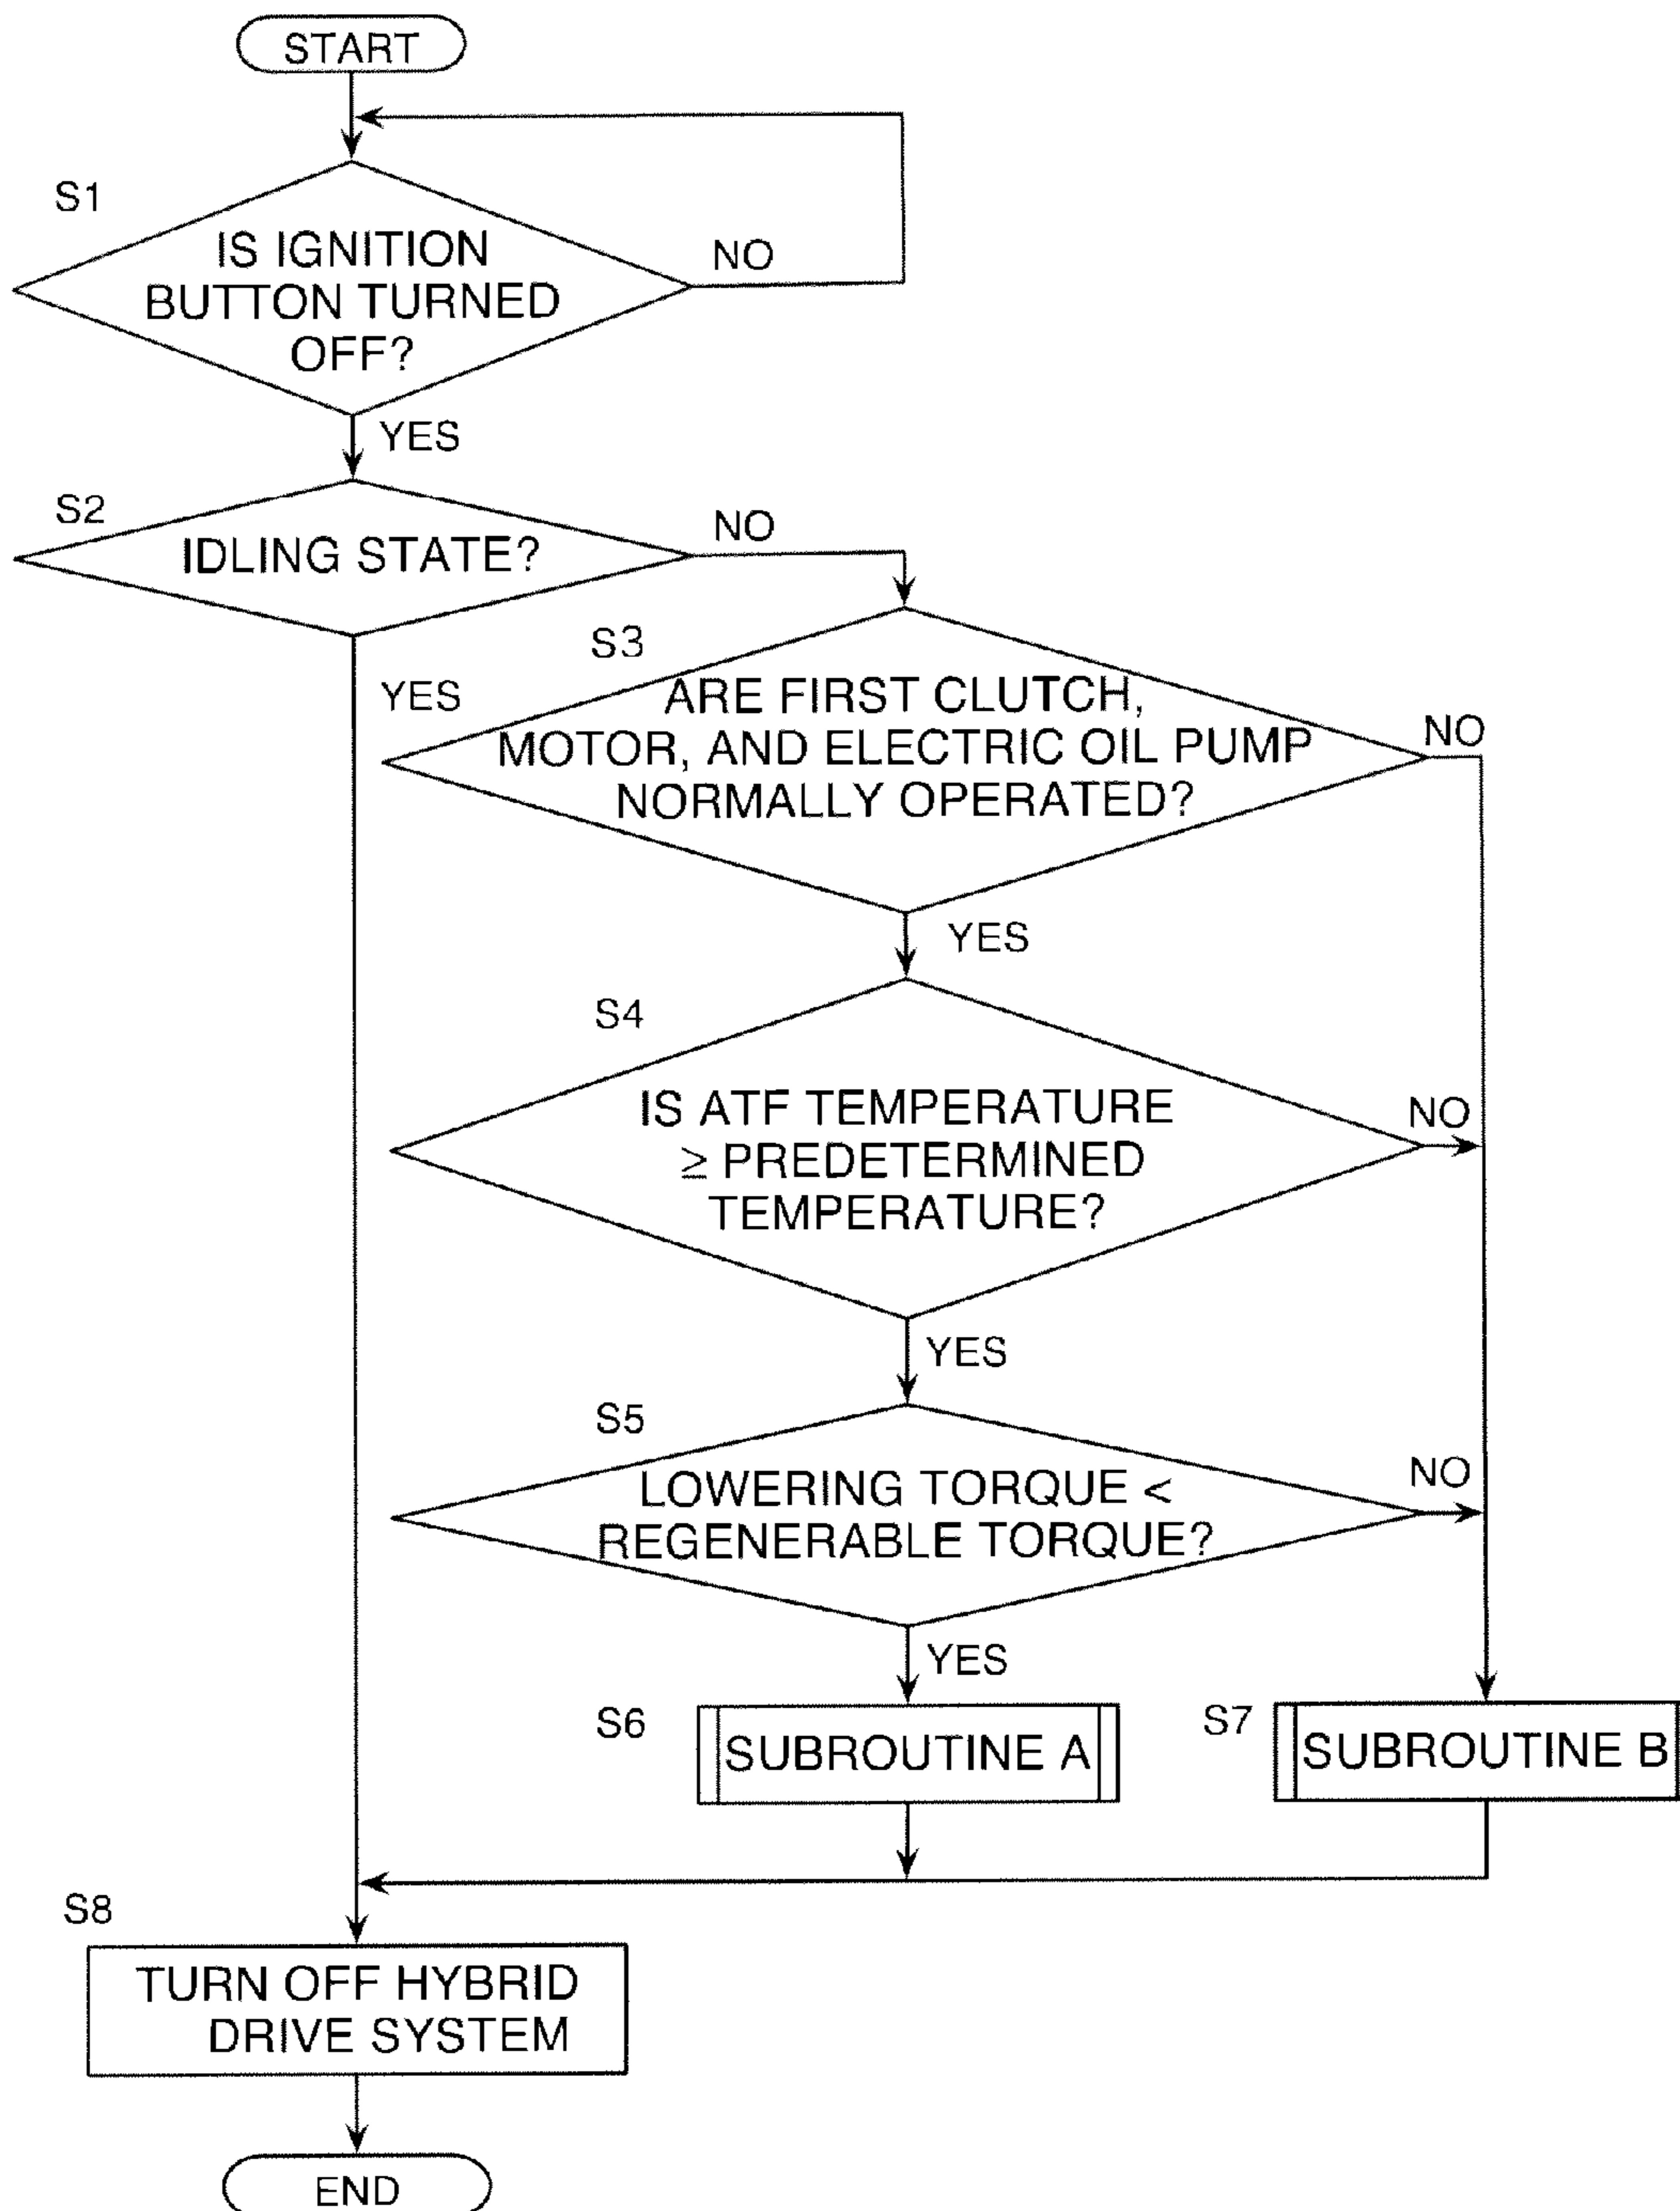 START
S1
IS IGNITION
BUTTON TURNED
OFF?
NO
YES
S2
IDLING STATE?
NO
YES
S3
ARE FIRST CLUTCH,
MOTOR, AND ELECTRIC OIL PUMP
NORMALLY OPERATED?
NO
YES
S4
IS ATF TEMPERATURE
≥ PREDETERMINED
TEMPERATURE?
NO
YES
S5
LOWERING TORQUE <
REGENERABLE TORQUE?
NO
YES
S6
SUBROUTINE A
S7
SUBROUTINE B
S8
TURN OFF HYBRID
DRIVE SYSTEM
END